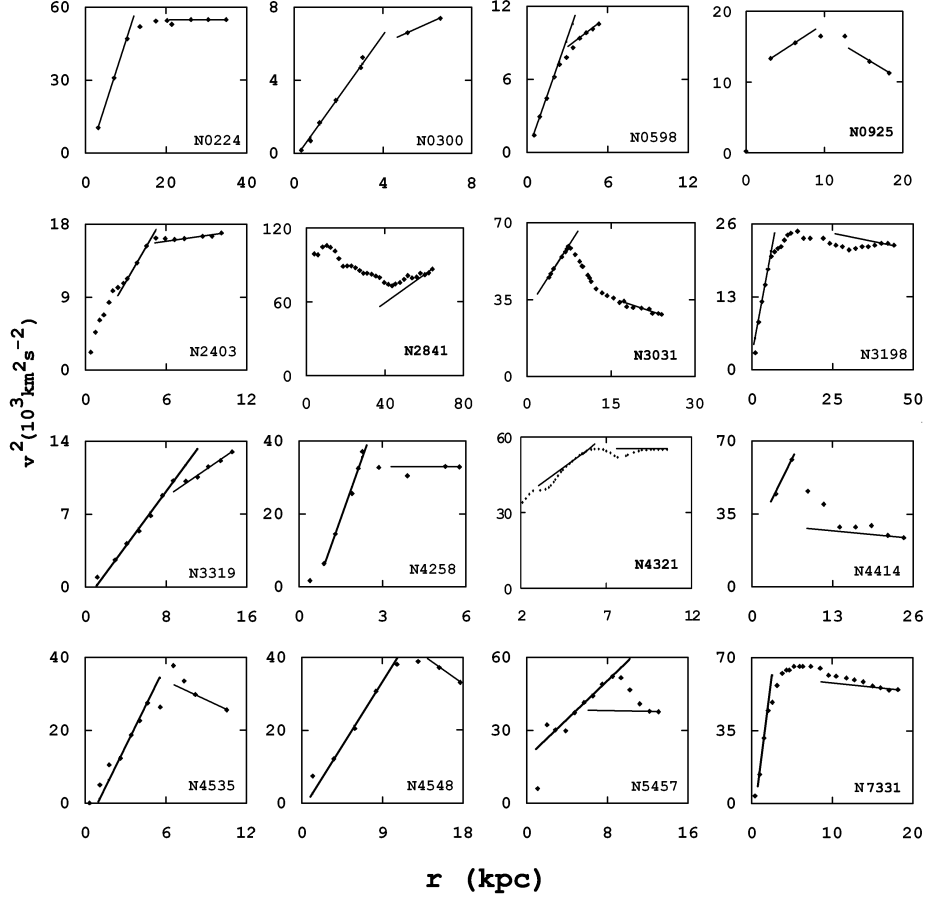 60 8 12 20
30 4 6 10
0 N0224 0 N0300 0 N0598 0 N0925
0 20 40 0 4 8 0 6 12 0 10 20
18 120 70 26
9 60 35 13
0 N2403 0 N2841 0 N3031 0 N3198
0 6 12 0 40 80 0 15 30 0 25 50
v²(10³km²s⁻²)
14 40 60 70
7 20 30 35
0 N3319 0 N4258 0 N4321 0 N4414
0 8 16 0 3 6 2 7 12 0 13 26
40 40 60 70
20 20 30 35
0 N4535 0 N4548 0 N5457 0 N7331
0 6 12 0 9 18 0 8 16 0 10 20
r (kpc)